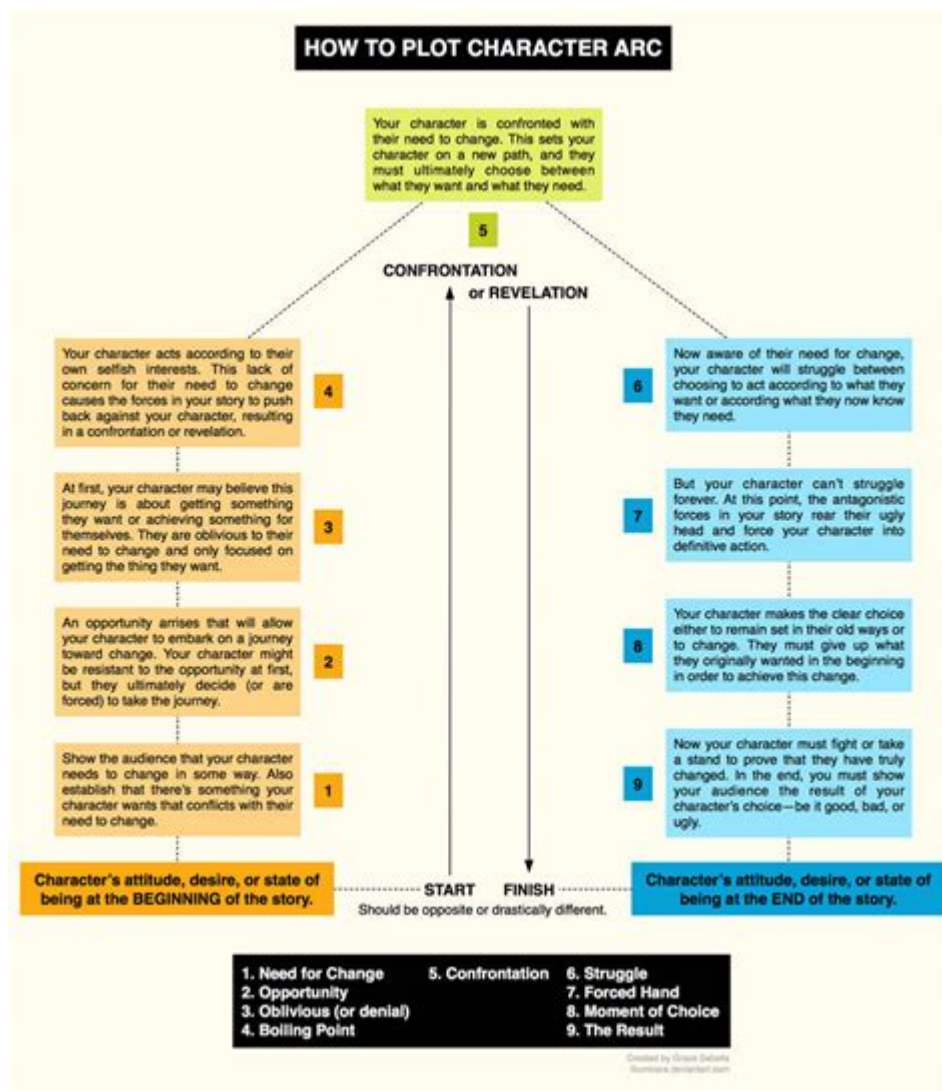 HOW TO PLOT CHARACTER ARC
Your character is confronted with
their need to change. This sets your
character on a new path, and they
must ultimately choose between
what they want and what they need.
5
CONFRONTATION
or REVELATION
Your character acts according to their
own selfish interests. This lack of
concern for their need to change
causes the forces in your story to push
back against your character, resulting
in a confrontation or revelation.
4
At first, your character may believe this
journey is about getting something
they want or achieving something for
themselves. They are oblivious to their
need to change and only focused on
getting the thing they want.
3
An opportunity arises that will allow
your character to embark on a journey
toward change. Your character might
be resistant to the opportunity at first,
but they ultimately decide (or are
forced) to take the journey.
2
Show the audience that your character
needs to change in some way. Also
establish that there's something your
character wants that conflicts with their
need to change.
1
Character's attitude, desire, or state of
being at the BEGINNING of the story.
START
FINISH
Should be opposite or drastically different.
6
Now aware of their need for change,
your character will struggle between
choosing to act according to what they
want or according what they now know
they need.
7
But your character can't struggle
forever. At this point, the antagonistic
forces in your story rear their ugly
head and force your character into
definitive action.
8
Your character makes the clear choice
either to remain set in their old ways or
to change. They must give up what
they originally wanted in the beginning
in order to achieve this change.
9
Now your character must fight or take
a stand to prove that they have truly
changed. In the end, you must show
your audience the result of your
character's choice—be it good, bad, or
ugly.
Character's attitude, desire, or state of
being at the END of the story.
1. Need for Change
2. Opportunity
3. Oblivious (or denial)
4. Boiling Point
5. Confrontation
6. Struggle
7. Forced Hand
8. Moment of Choice
9. The Result
Created by Grace